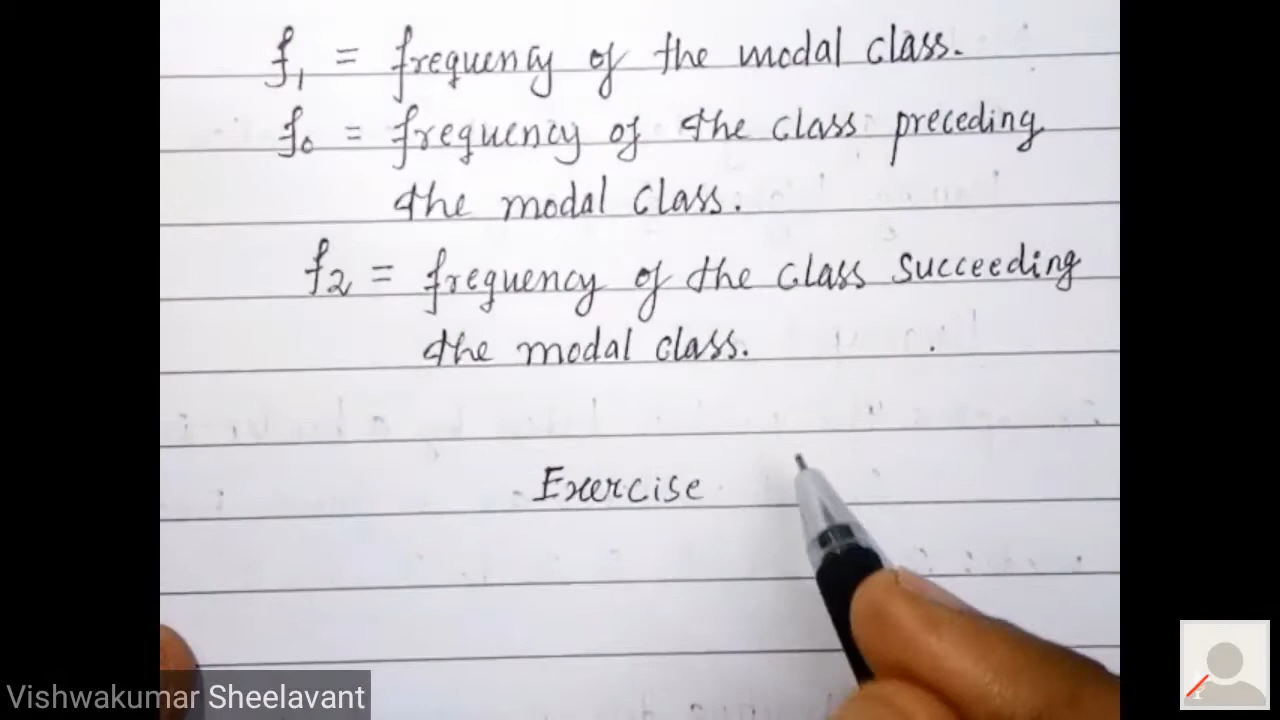 f₁ = frequency of the modal class.
f₀ = frequency of the class preceding
the modal class.
f₂ = frequency of the class succeeding
the modal class.
Exercise
Vishwakumar Sheelavant